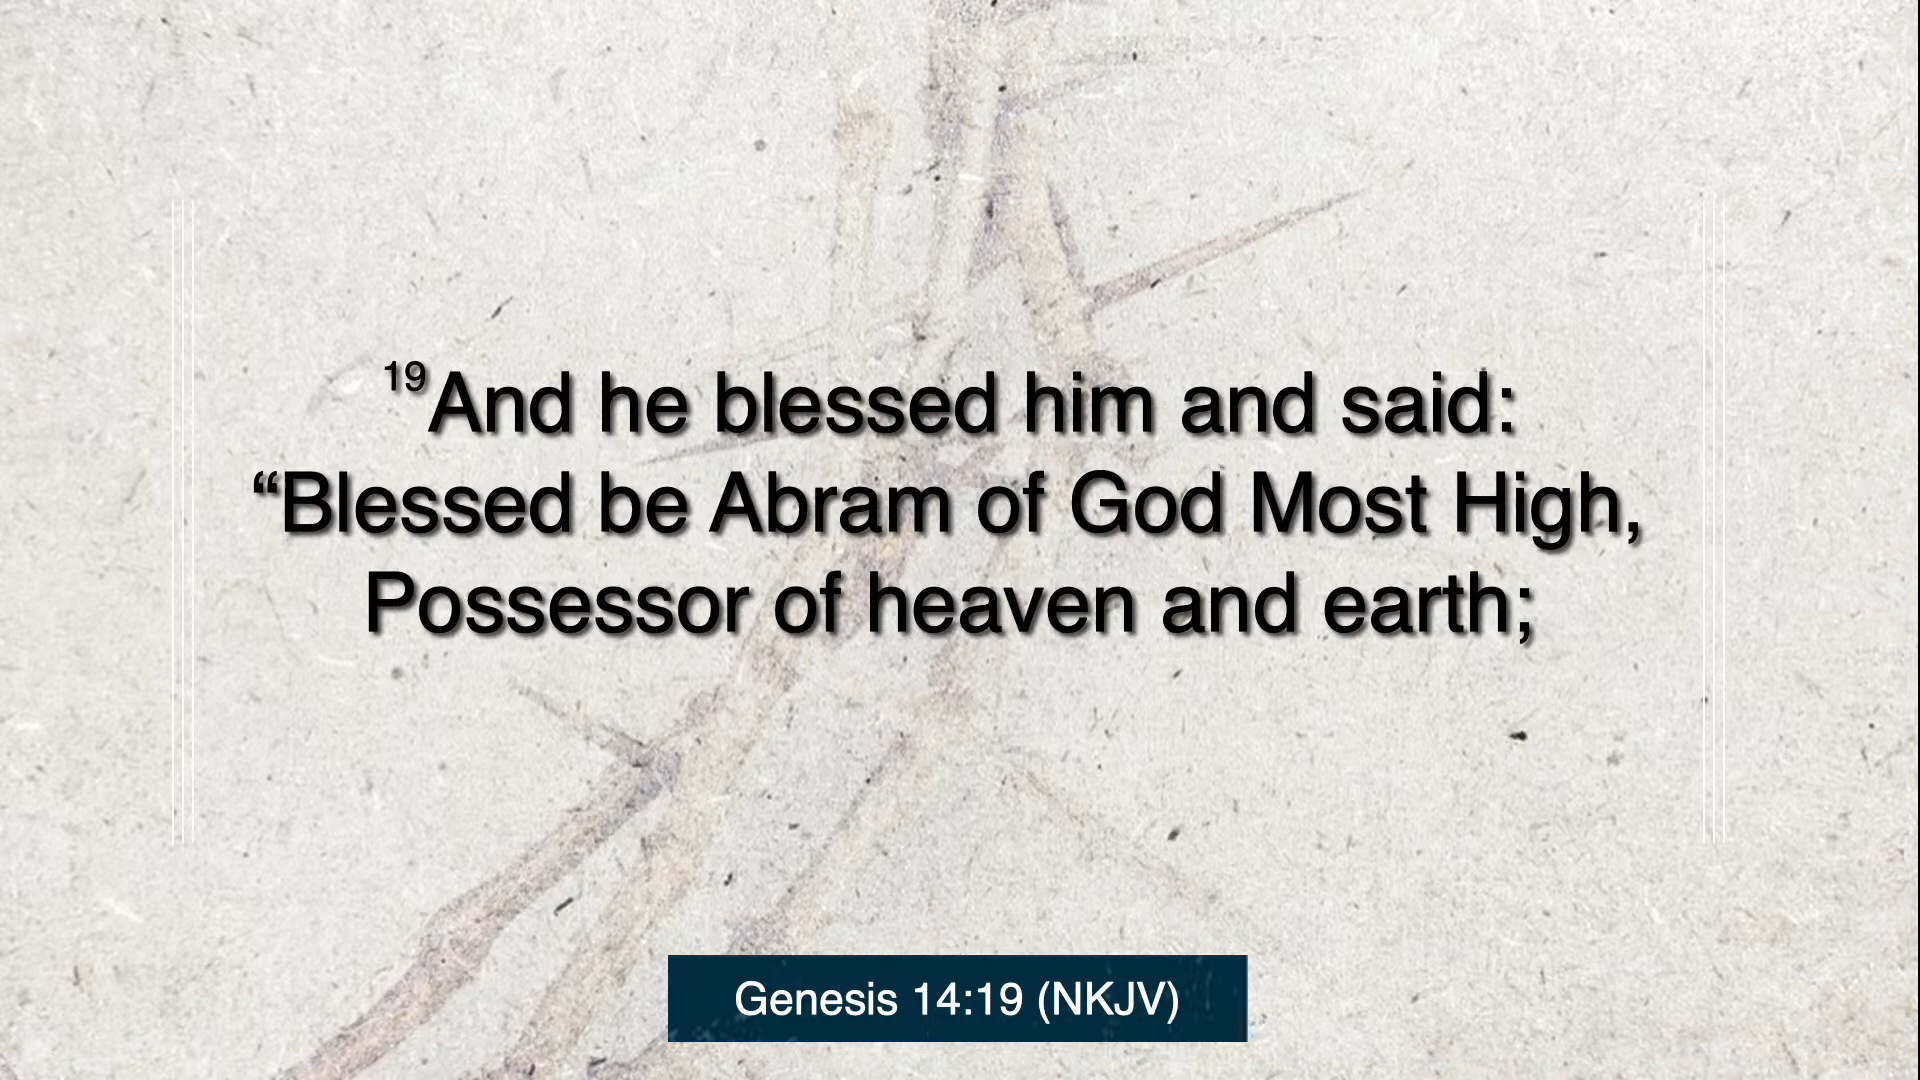 19And he blessed him and said:
“Blessed be Abram of God Most High,
Possessor of heaven and earth;
Genesis 14:19 (NKJV)